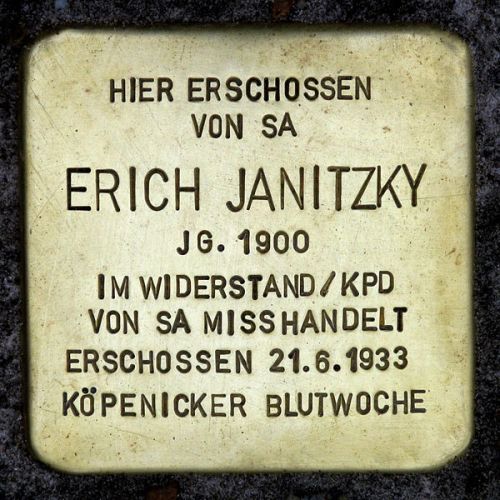 HIER ERSCHOSSEN
VON SA
ERICH JANITZKY
JG. 1900
IM WIDERSTAND/KPD
VON SA MISSHANDELT
ERSCHOSSEN 21.6.1933
KÖPENICKER BLUTWOCHE